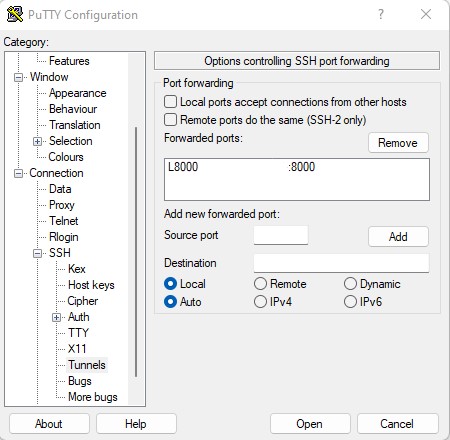 PuTTY Configuration
?
Category:
Features
Window
Appearance
Behaviour
Translation
Selection
Colours
Connection
Data
Proxy
Telnet
Rlogin
SSH
Kex
Host keys
Cipher
Auth
TTY
X11
Tunnels
Bugs
More bugs
Options controlling SSH port forwarding
Port forwarding
Local ports accept connections from other hosts
Remote ports do the same (SSH-2 only)
Forwarded ports:
Remove
L8000 :8000
Add new forwarded port:
Source port
Add
Destination
Local Remote Dynamic
Auto IPv4 IPv6
About Help Open Cancel